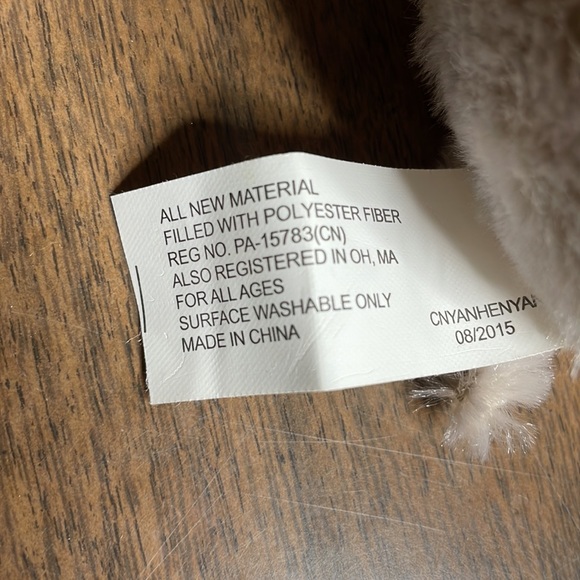 ALL NEW MATERIAL
FILLED WITH POLYESTER FIBER
REG NO. PA-15783(CN)
ALSO REGISTERED IN OH, MA
FOR ALL AGES
SURFACE WASHABLE ONLY
MADE IN CHINA
08/2015